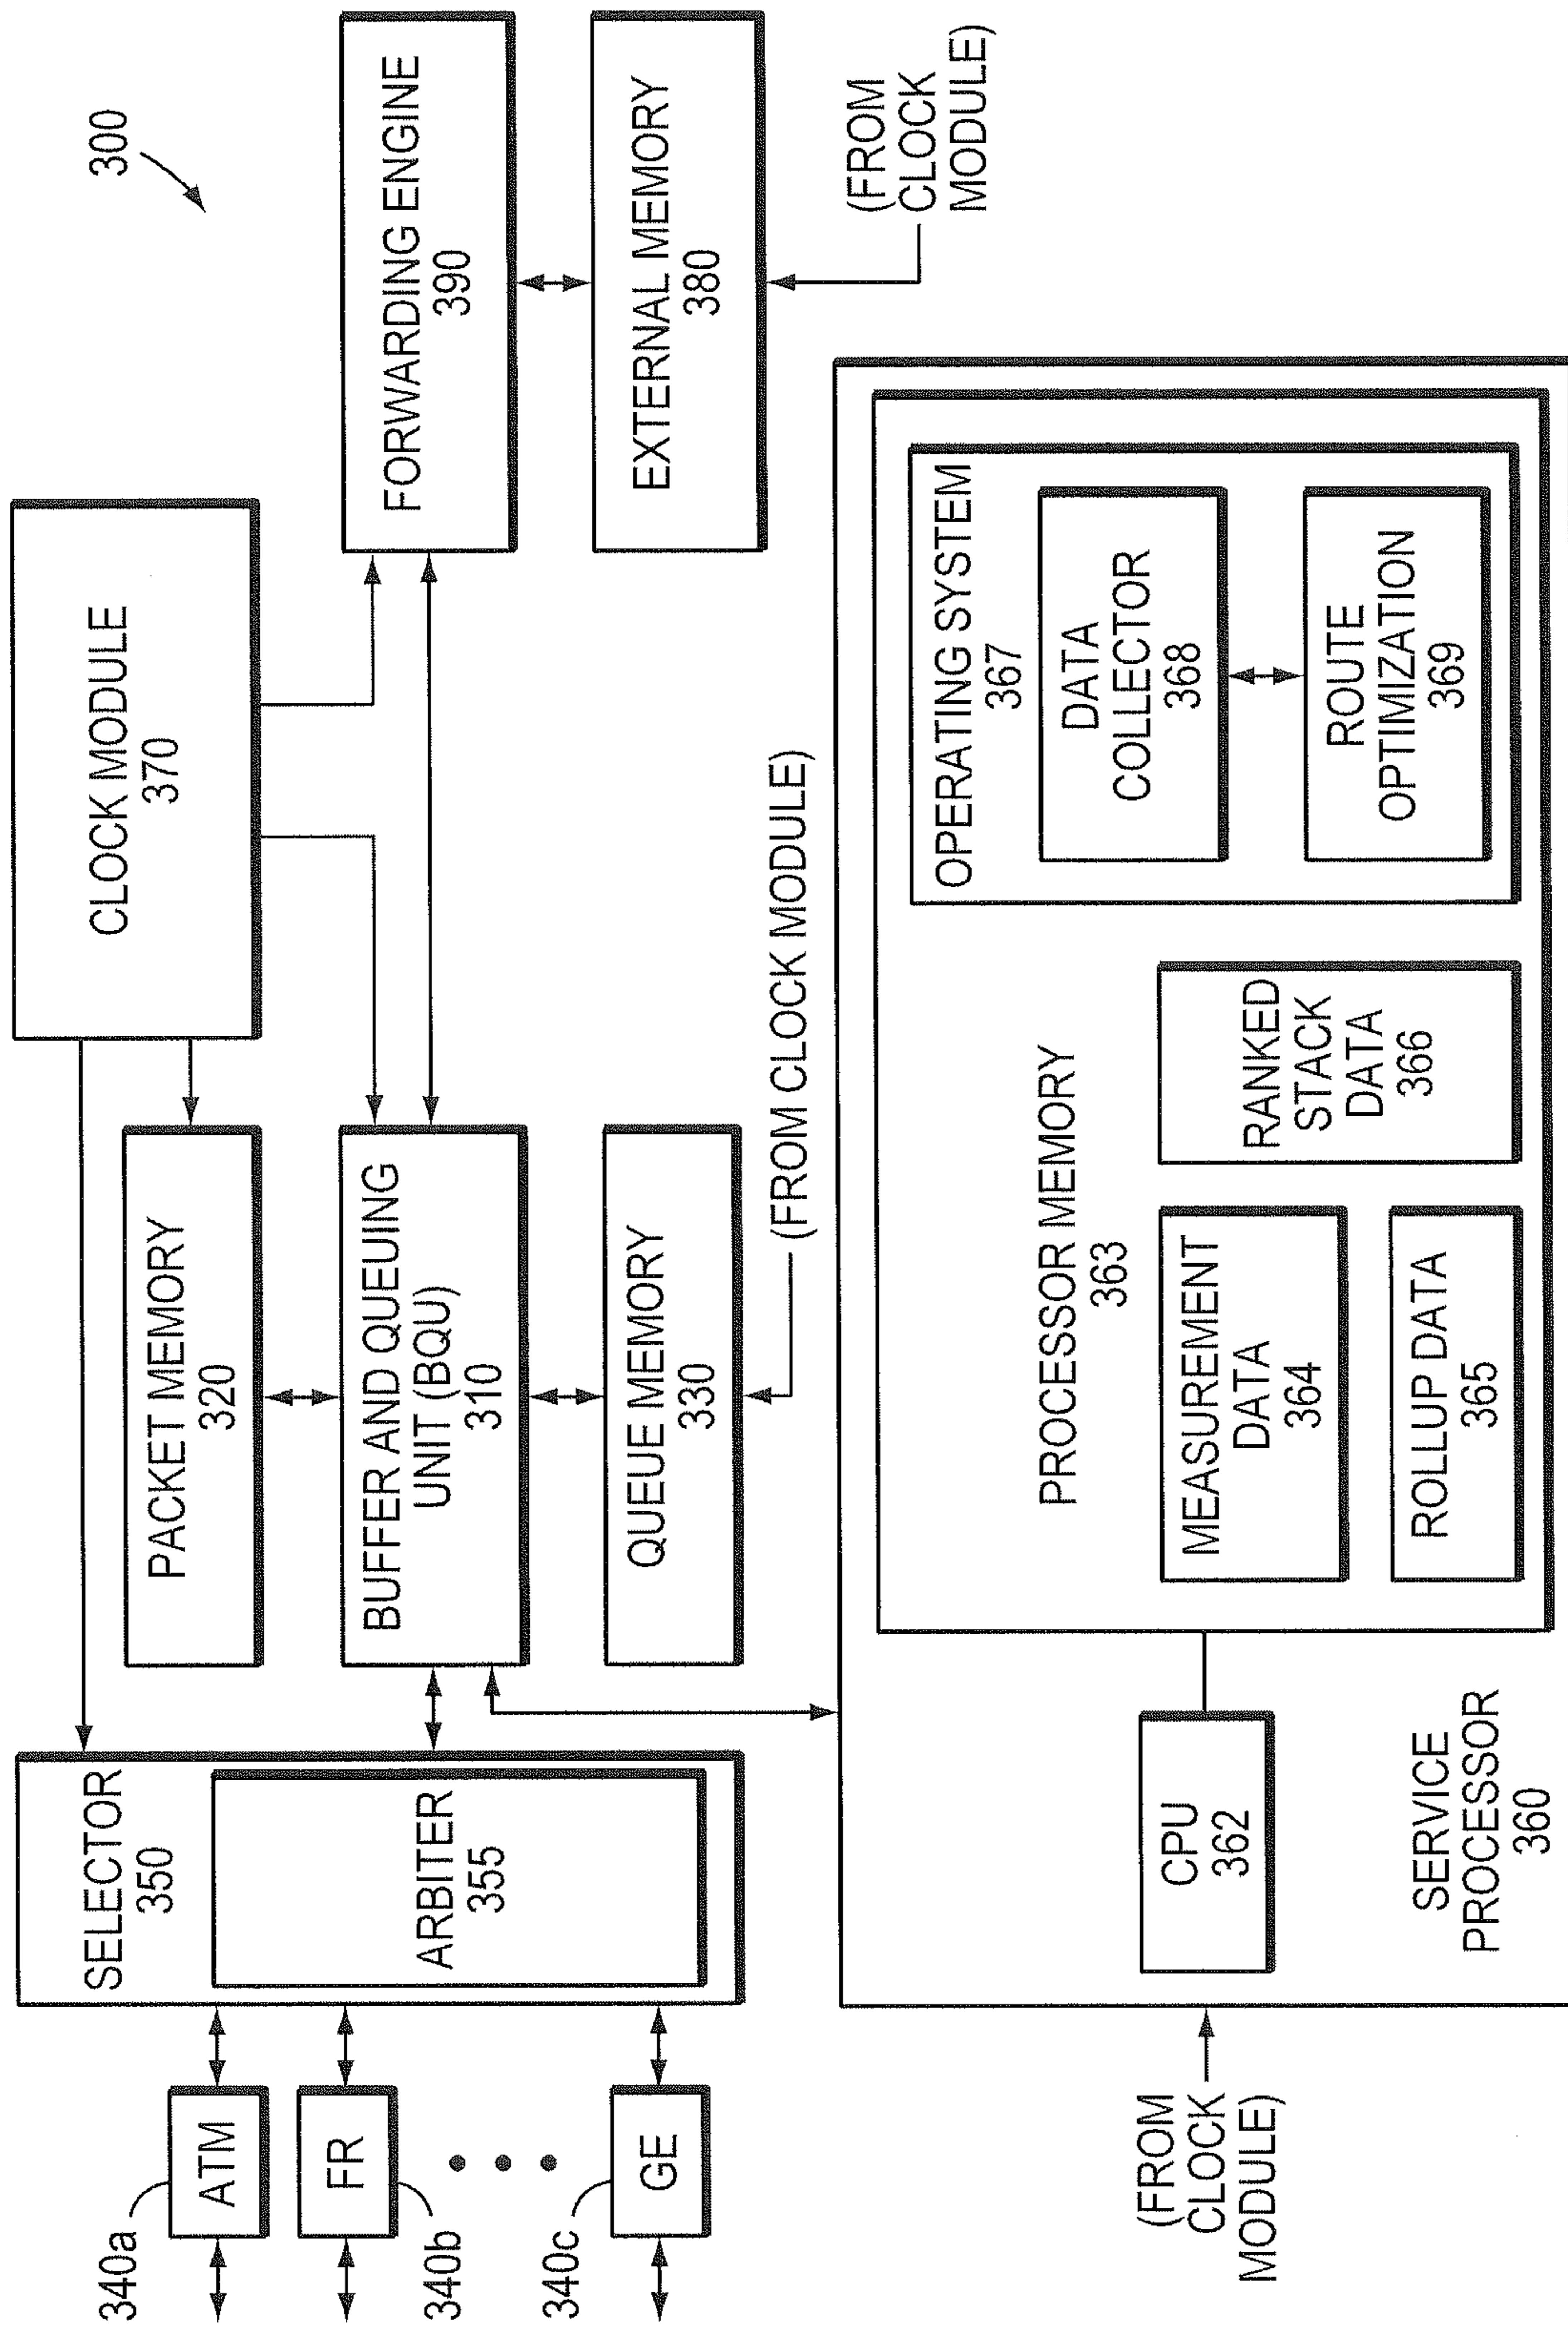 300
CLOCK MODULE
370
FORWARDING ENGINE
390
EXTERNAL MEMORY
380
(FROM
CLOCK
MODULE)
PACKET MEMORY
320
BUFFER AND QUEUING
UNIT (BQU)
310
QUEUE MEMORY
330
(FROM CLOCK MODULE)
SELECTOR
350
ARBITER
355
340a
ATM
340b
FR
340c
GE
(FROM
CLOCK
MODULE)
SERVICE
PROCESSOR
360
CPU
362
PROCESSOR MEMORY
363
MEASUREMENT
DATA
364
ROLLUP DATA
365
RANKED
STACK
DATA
366
OPERATING SYSTEM
367
DATA
COLLECTOR
368
ROUTE
OPTIMIZATION
369